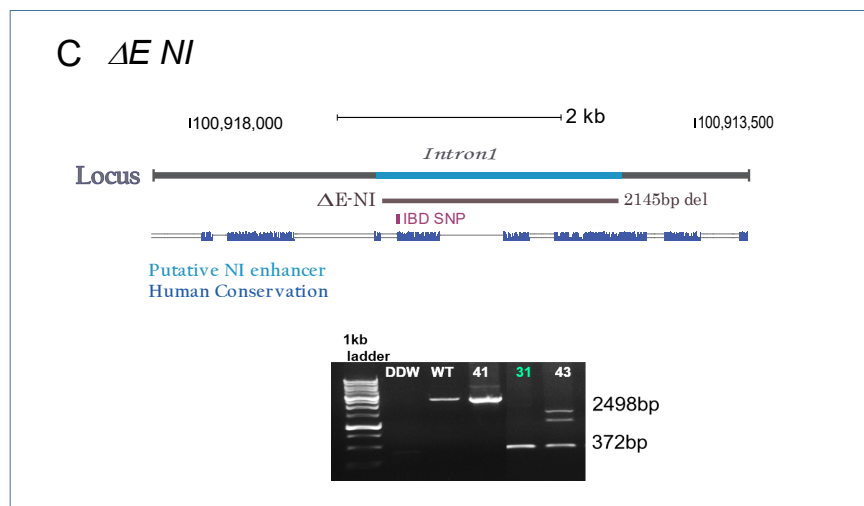 C ΔE NI
100,918,000
2 kb
100,913,500
Intron1
Locus
ΔE-NI
2145bp del
IBD SNP
Putative NI enhancer
Human Conservation
1kb
ladder
DDW WT 41 31 43
2498bp
372bp